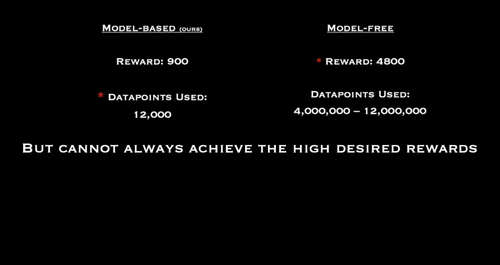 Model-based (ours)
Model-free
Reward: 900
* Reward: 4800
* Datapoints Used:
12,000
Datapoints Used:
4,000,000 – 12,000,000
But cannot always achieve the high desired rewards